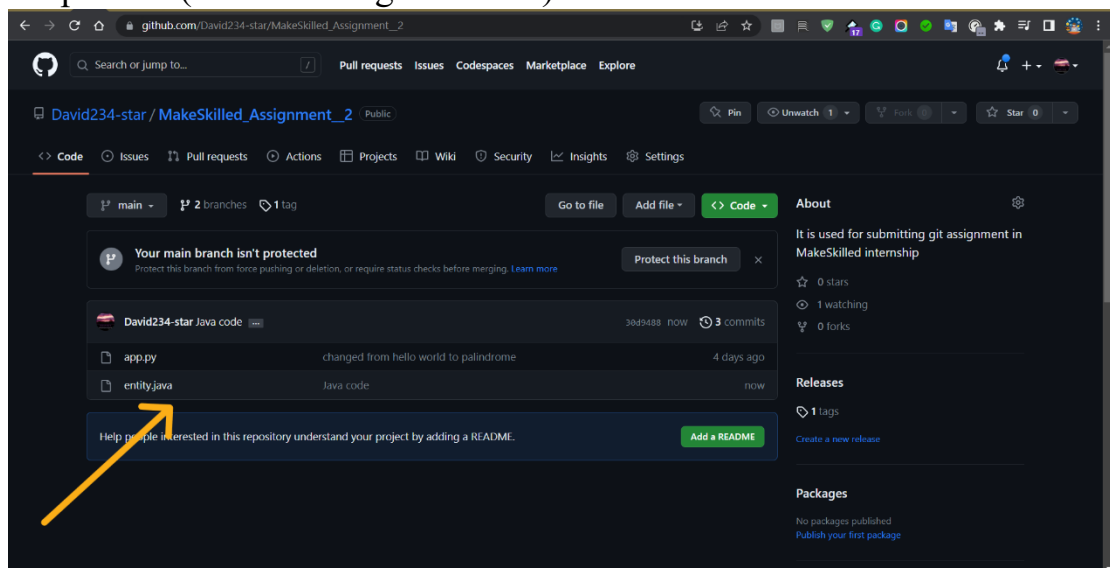 github.com/David234-star/MakeSkilled_Assignment__2
17
Search or jump to... / Pull requests Issues Codespaces Marketplace Explore
David234-star / MakeSkilled_Assignment__2 Public
Pin Unwatch 1 Fork 0 Star 0
<> Code Issues Pull requests Actions Projects Wiki Security Insights Settings
main 2 branches 1 tag Go to file Add file <> Code
Your main branch isn't protected
Protect this branch from force pushing or deletion, or require status checks before merging. Learn more
Protect this branch
David234-star Java code ... 30d9488 now 3 commits
app.py changed from hello world to palindrome 4 days ago
entity.java Java code now
Help people interested in this repository understand your project by adding a README. Add a README
About
It is used for submitting git assignment in
MakeSkilled internship
0 stars
1 watching
0 forks
Releases
1 tags
Create a new release
Packages
No packages published
Publish your first package